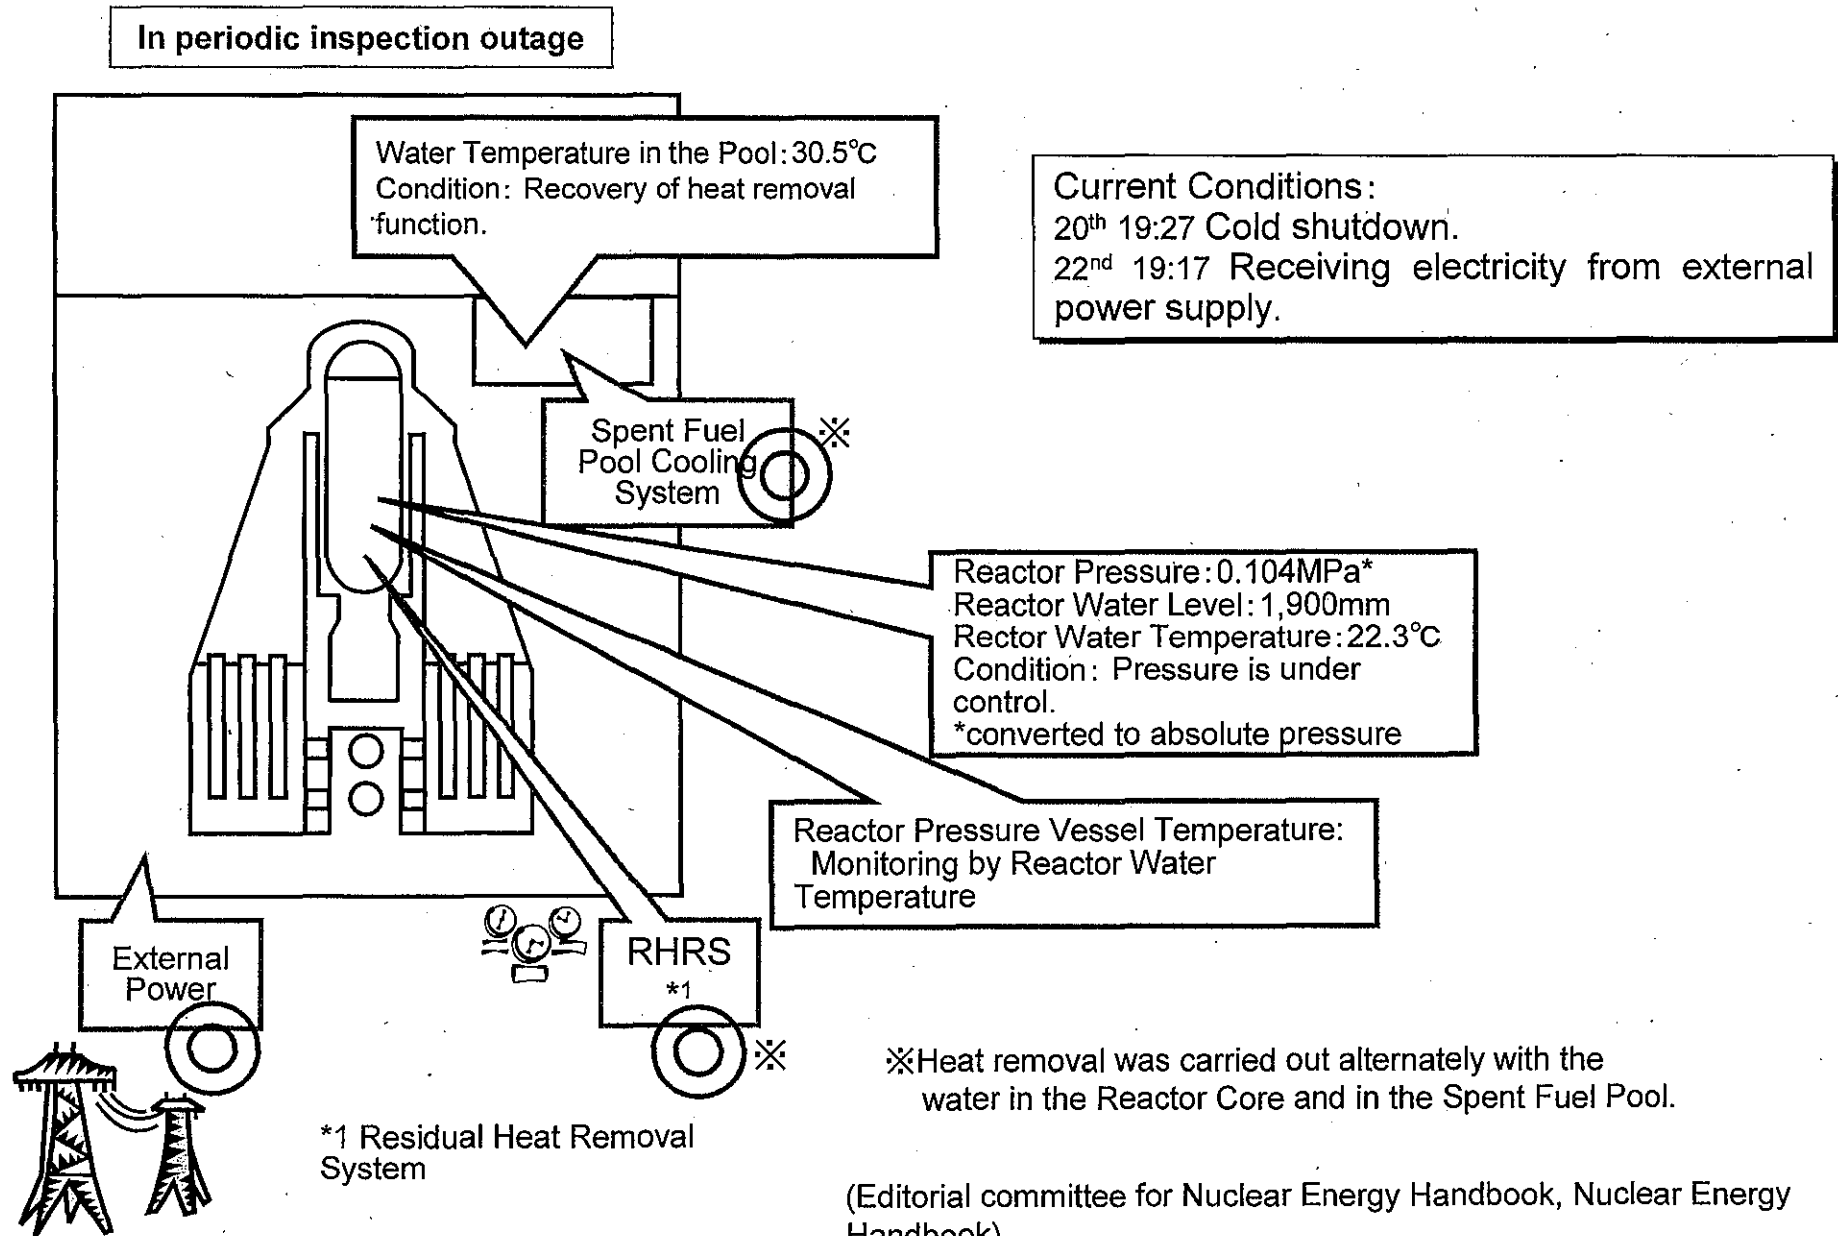 In periodic inspection outage
Water Temperature in the Pool:30.5℃
Condition: Recovery of heat removal
function.
Current Conditions:
20th 19:27 Cold shutdown.
22nd 19:17 Receiving electricity from external
power supply.
Spent Fuel
Pool Cooling
System
※
Reactor Pressure:0.104MPa*
Reactor Water Level:1,900mm
Rector Water Temperature:22.3℃
Condition: Pressure is under
control.
*converted to absolute pressure
Reactor Pressure Vessel Temperature:
Monitoring by Reactor Water
Temperature
External
Power
RHRS
*1
※
※Heat removal was carried out alternately with the
water in the Reactor Core and in the Spent Fuel Pool.
*1 Residual Heat Removal
System
(Editorial committee for Nuclear Energy Handbook, Nuclear Energy
Handbook)